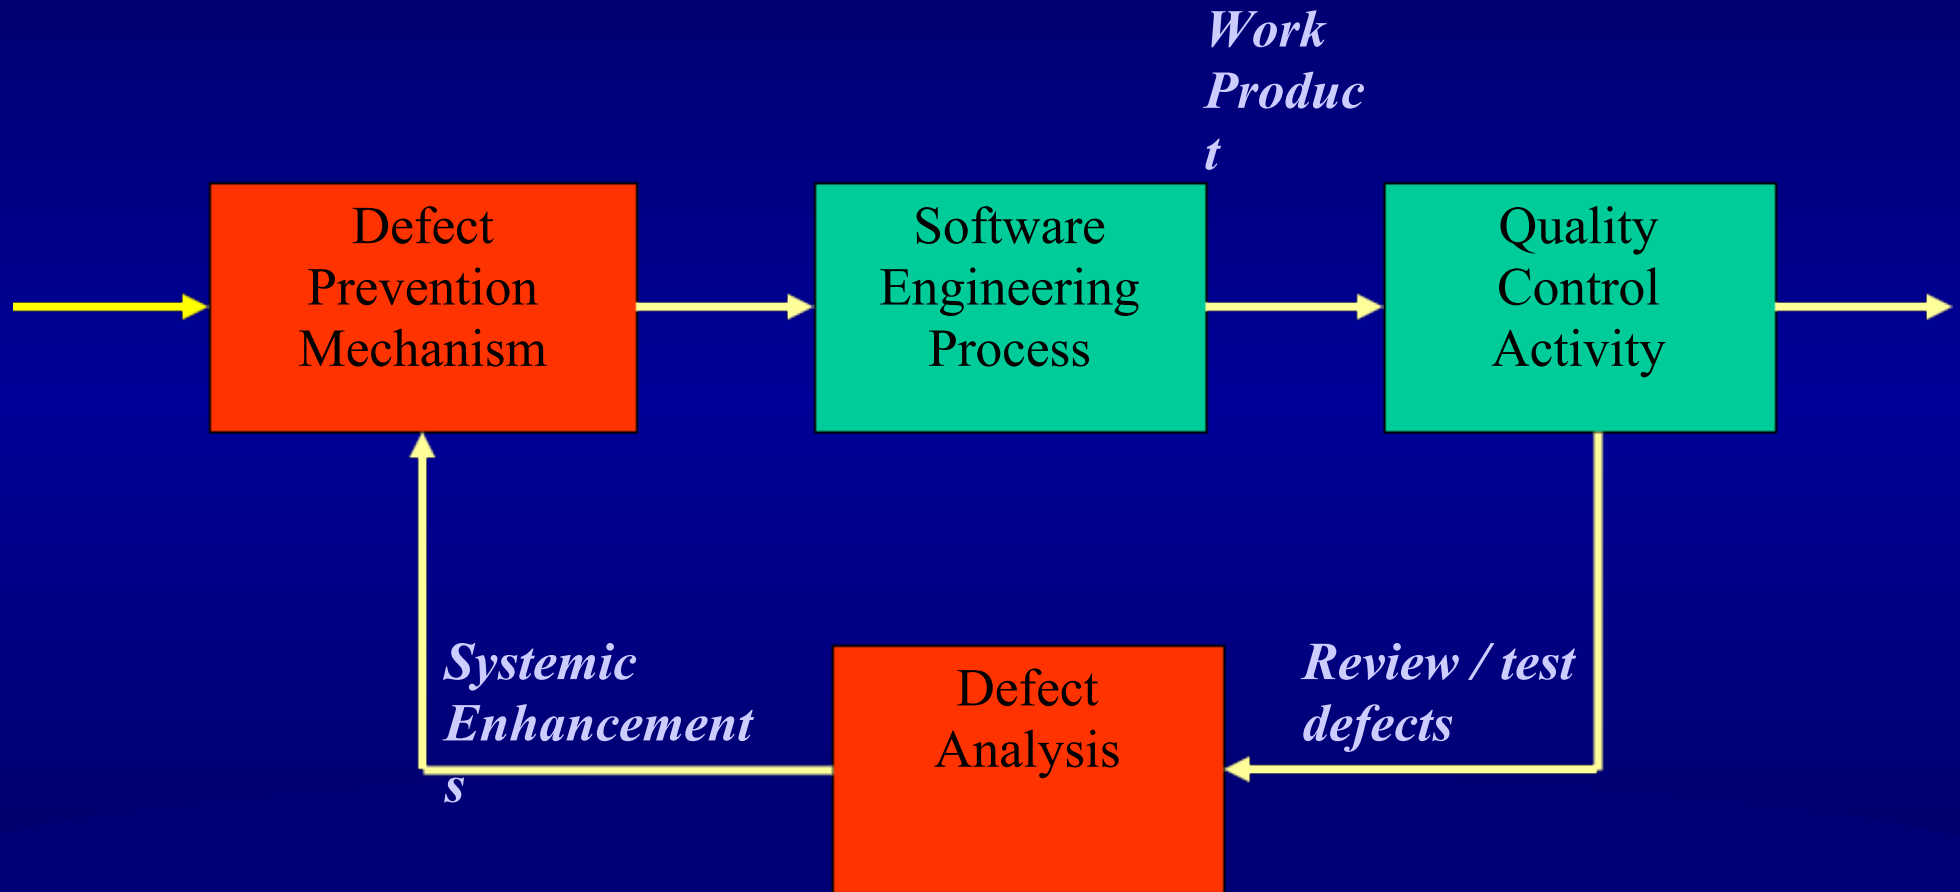 Work
Produc
t
Defect
Prevention
Mechanism
Software
Engineering
Process
Quality
Control
Activity
Systemic
Enhancement
s
Defect
Analysis
Review / test
defects